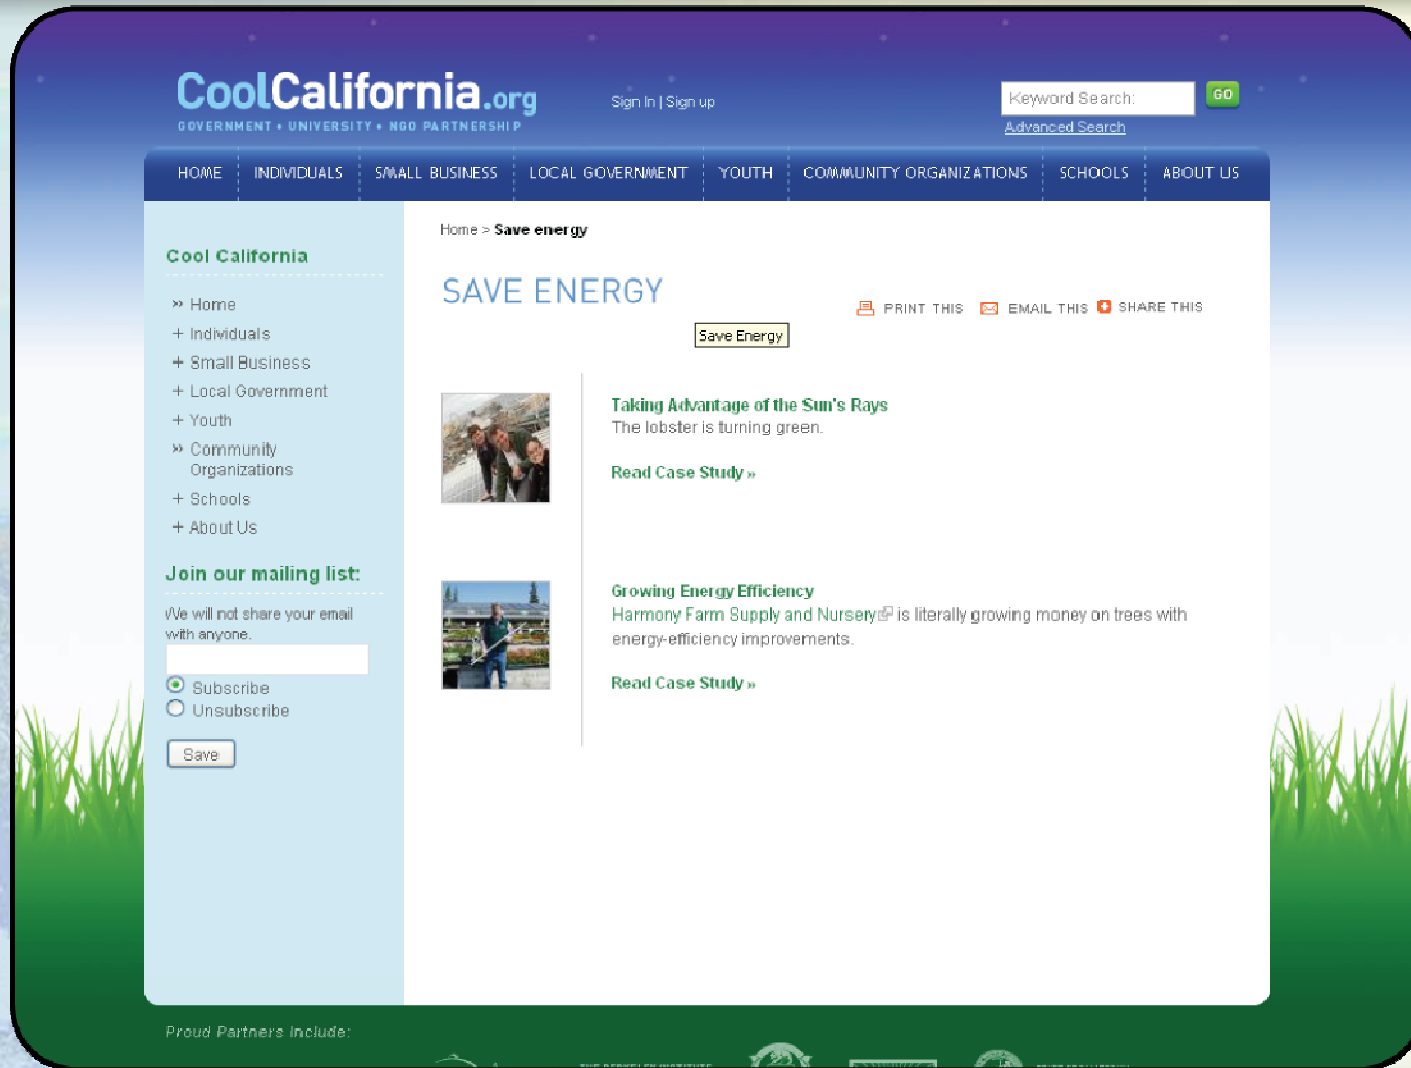 CoolCalifornia.org
GOVERNMENT • UNIVERSITY • NGO PARTNERSHIP
Sign In | Sign up
Keyword Search:
GO
Advanced Search
HOME INDIVIDUALS SMALL BUSINESS LOCAL GOVERNMENT YOUTH COMMUNITY ORGANIZATIONS SCHOOLS ABOUT US
Cool California
» Home
+ Individuals
+ Small Business
+ Local Government
+ Youth
» Community
Organizations
+ Schools
+ About Us
Join our mailing list:
We will not share your email
with anyone.
Subscribe
Unsubscribe
Save
Home > Save energy
SAVE ENERGY
PRINT THIS EMAIL THIS SHARE THIS
Save Energy
Taking Advantage of the Sun's Rays
The lobster is turning green.
Read Case Study »
Growing Energy Efficiency
Harmony Farm Supply and Nursery is literally growing money on trees with
energy-efficiency improvements.
Read Case Study »
Proud Partners Include:
THE BERKELEY INSTITUTE